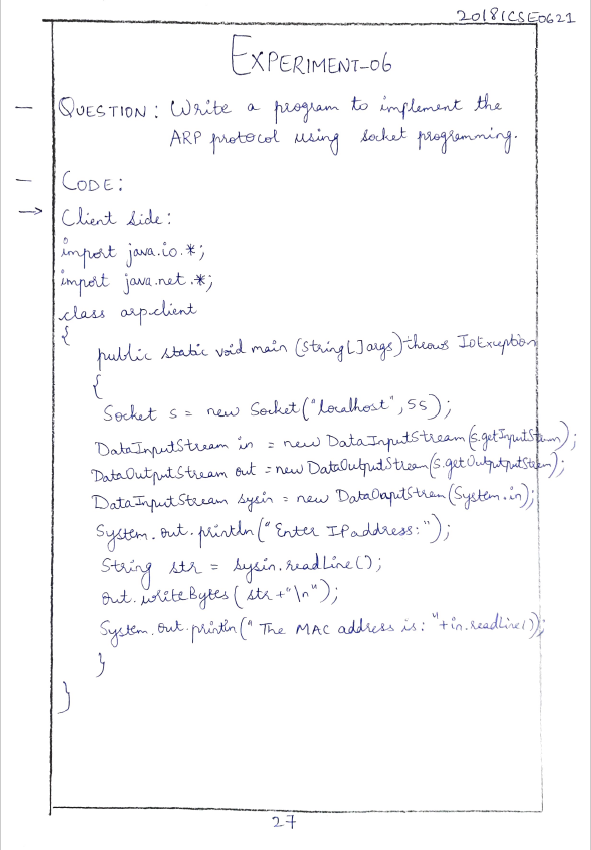 20181CSE0621
EXPERIMENT-06
— QUESTION : Write a program to implement the
ARP protocol using socket programming.
— CODE :
→ Client side :
import java.io.*;
import java.net.*;
class arpclient
{
public static void main (String [] args) throws IOException
{
Socket s = new Socket("localhost", 55);
DataInputStream in = new DataInputStream(s.getInputStream);
DataOutputStream out = new DataOutputStream(s.getOutputStream);
DataInputStream sysin = new DataInputStream(System.in);
System.out.println("Enter IPaddress:");
String str = sysin.readLine();
out.writeBytes(str+"\n");
System.out.println("The MAC address is: "+in.readLine());
}
}
27